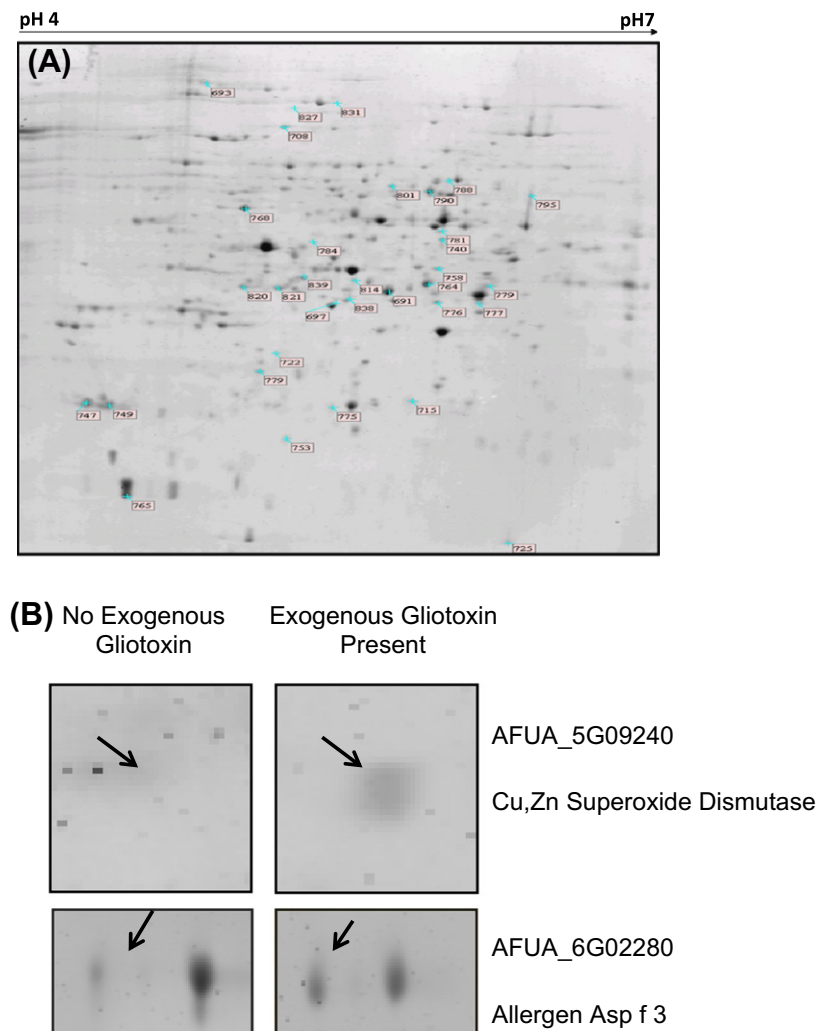 pH 4 pH7
(A)
693
827 831
708
788
801 790 795
768
781
784 740
758
839 814 764 779
820 821 691
697 838 776 777
722
779
747 749 775 715
753
765
725
(B) No Exogenous Exogenous Gliotoxin
Gliotoxin Present
AFUA_5G09240
Cu,Zn Superoxide Dismutase
AFUA_6G02280
Allergen Asp f 3